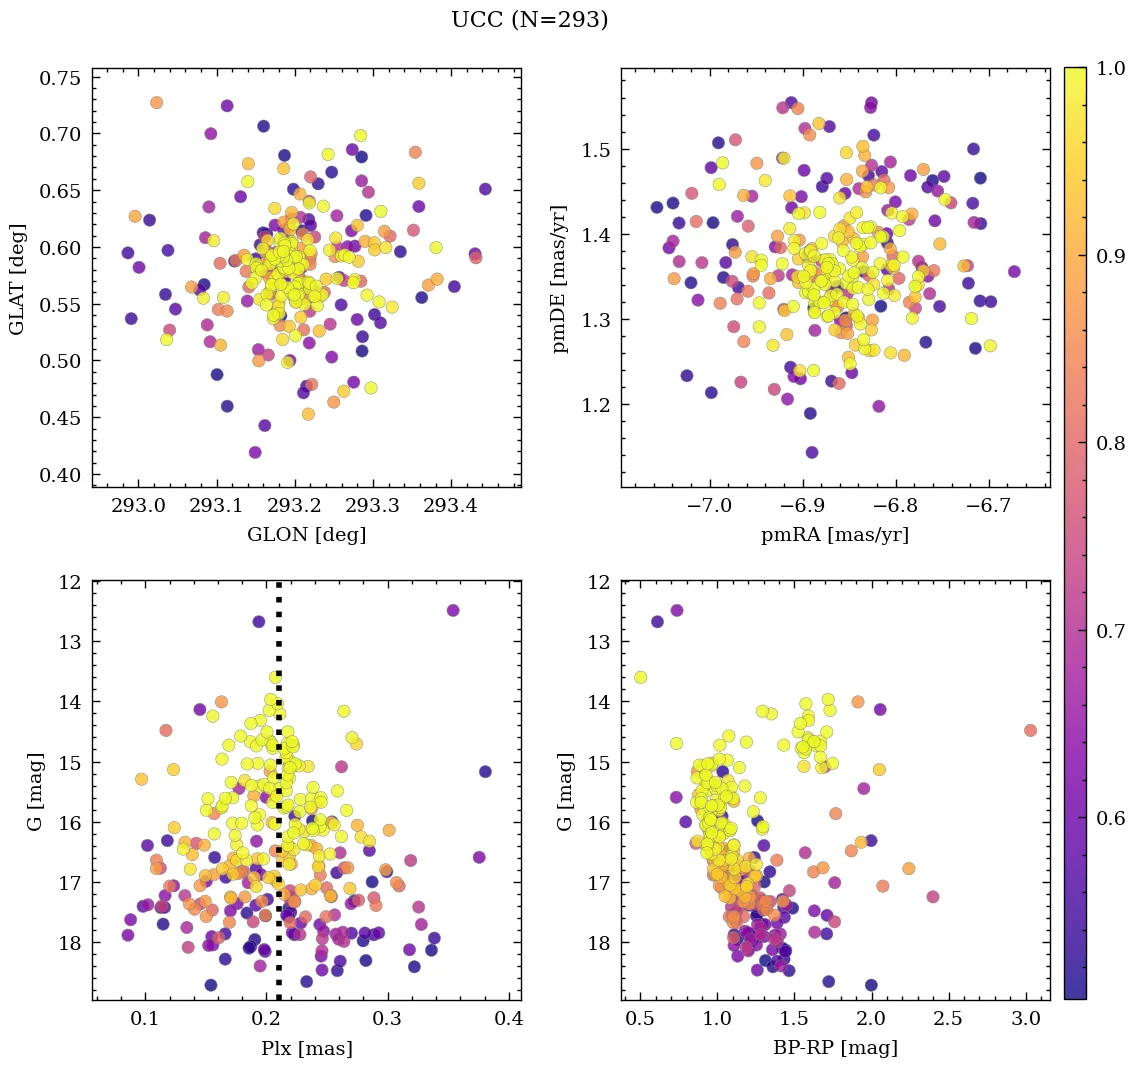 UCC (N=293)
0.75
0.70
0.65
0.60
0.55
0.50
0.45
0.40
GLAT [deg]
293.0 293.1 293.2 293.3 293.4
GLON [deg]
1.5
1.4
1.3
1.2
pmDE [mas/yr]
−7.0 −6.9 −6.8 −6.7
pmRA [mas/yr]
1.0
0.9
0.8
0.7
0.6
12
13
14
15
16
17
18
G [mag]
0.1 0.2 0.3 0.4
Plx [mas]
12
13
14
15
16
17
18
G [mag]
0.5 1.0 1.5 2.0 2.5 3.0
BP-RP [mag]